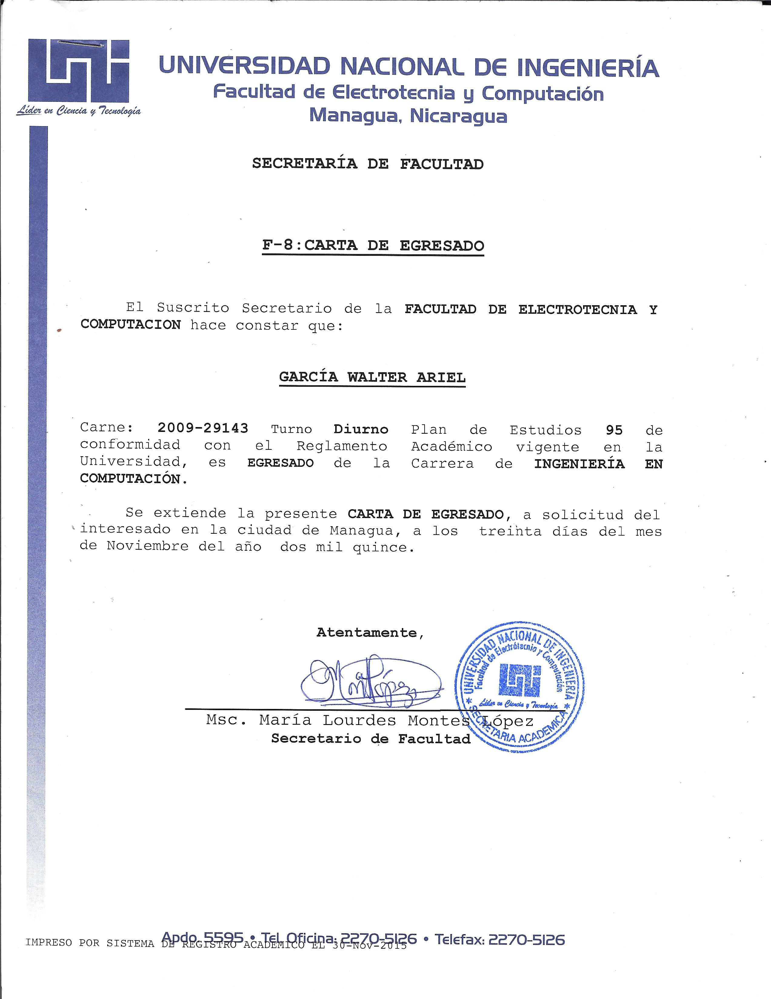 UNIVERSIDAD NACIONAL DE INGENIERÍA
Facultad de Electrotecnia y Computación
Managua, Nicaragua
Líder en Ciencia y Tecnología
SECRETARÍA DE FACULTAD
F-8:CARTA DE EGRESADO
El Suscrito Secretario de la FACULTAD DE ELECTROTECNIA Y
COMPUTACION hace constar que:
GARCÍA WALTER ARIEL
Carne: 2009-29143 Turno Diurno Plan de Estudios 95 de
conformidad con el Reglamento Académico vigente en la
Universidad, es EGRESADO de la Carrera de INGENIERÍA EN
COMPUTACIÓN.
Se extiende la presente CARTA DE EGRESADO, a solicitud del
interesado en la ciudad de Managua, a los treinta días del mes
de Noviembre del año dos mil quince.
Atentamente,
UNIVERSIDAD NACIONAL DE INGENIERIA
Facultad de Electrótecnia y Computación
uni
Líder en Ciencia y Tecnología
* SECRETARIA ACADEMICA *
Msc. María Lourdes Montes López
Secretario de Facultad
Apdo. 5595 • Tel. Oficina: 2270-5126 • Telefax: 2270-5126
IMPRESO POR SISTEMA DE REGISTRO ACADEMICO EL 30-Nov-2015